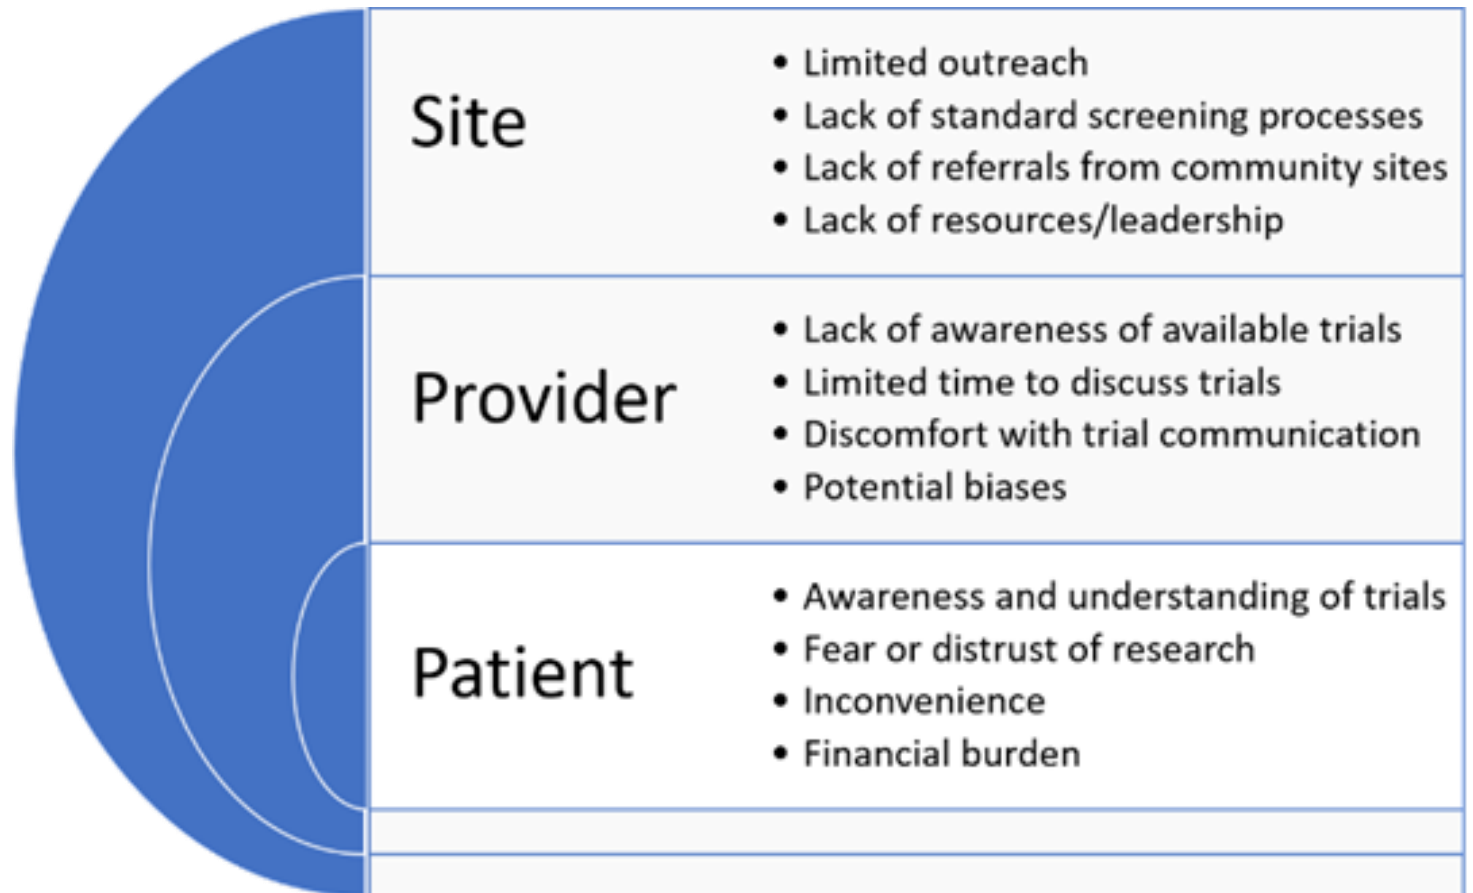 Site
• Limited outreach
• Lack of standard screening processes
• Lack of referrals from community sites
• Lack of resources/leadership
Provider
• Lack of awareness of available trials
• Limited time to discuss trials
• Discomfort with trial communication
• Potential biases
Patient
• Awareness and understanding of trials
• Fear or distrust of research
• Inconvenience
• Financial burden